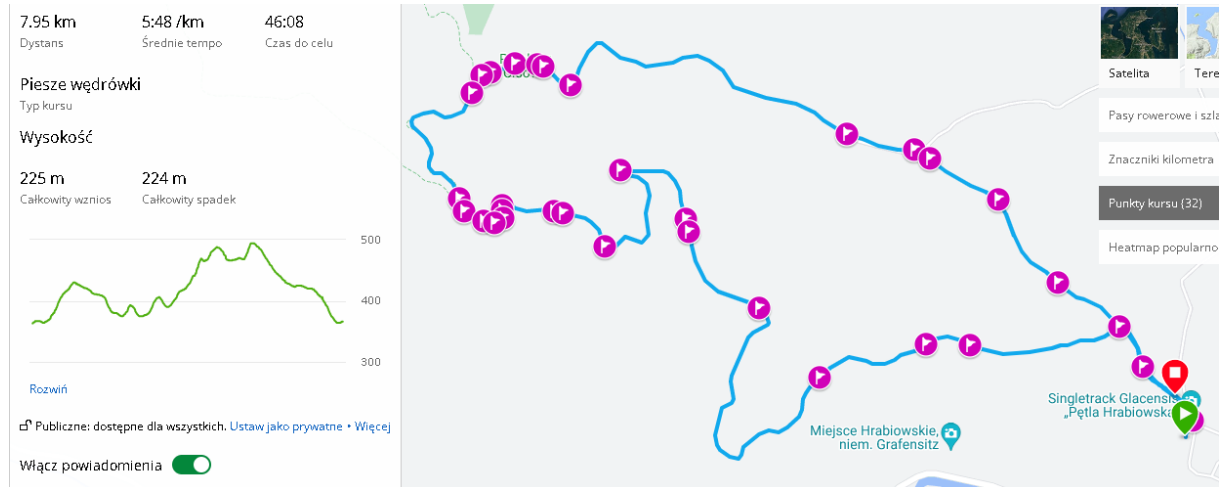 7.95 km
5:48 /km
46:08
Dystans
Średnie tempo
Czas do celu
Piesze wędrówki
Typ kursu
Wysokość
225 m
224 m
Całkowity wznios
Całkowity spadek
500
400
300
Rozwiń
Publiczne: dostępne dla wszystkich. Ustaw jako prywatne • Więcej
Włącz powiadomienia
Satelita
Tere
Pasy rowerowe i szla
Znaczniki kilometra
Punkty kursu (32)
Heatmap popularno
Singletrack Glacensis
„Pętla Hrabiowska
Miejsce Hrabiowskie,
niem. Grafensitz